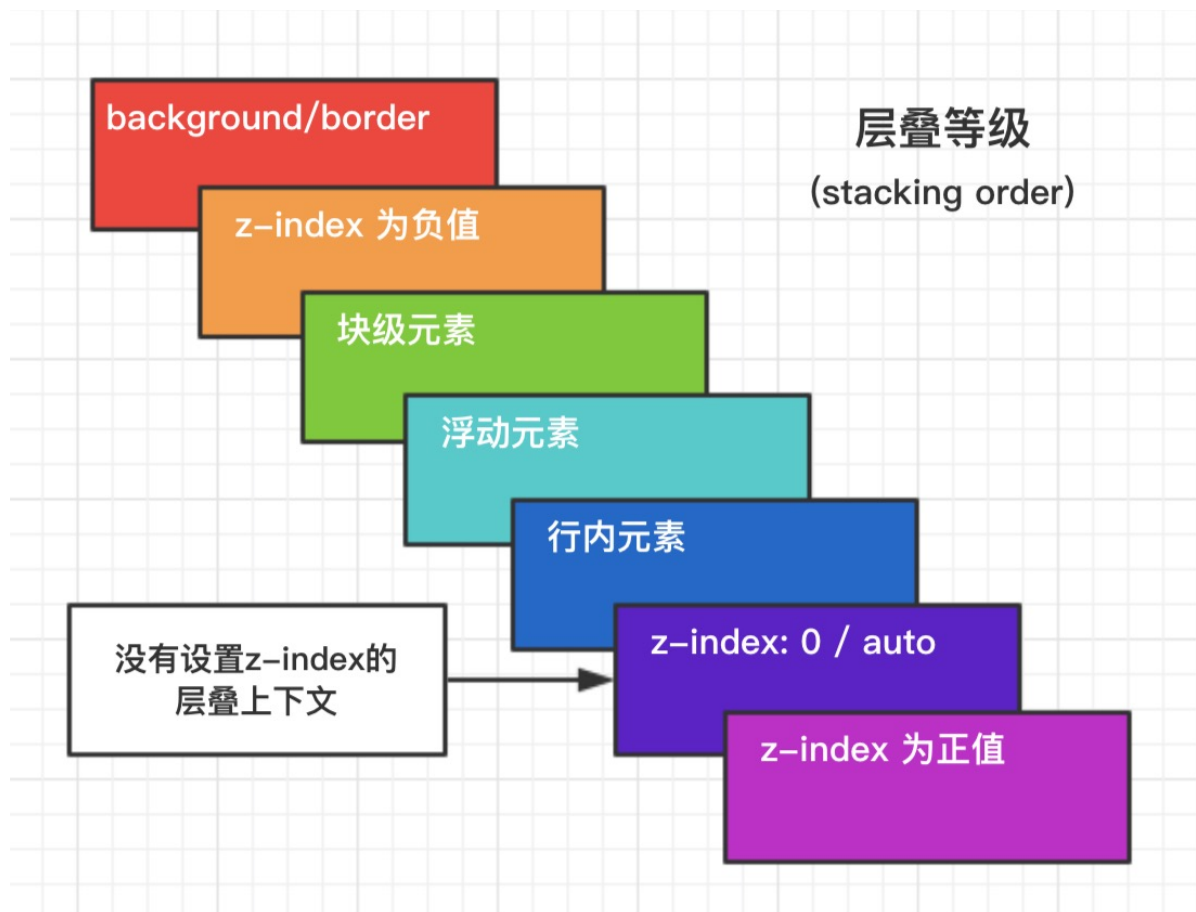 background/border
层叠等级
(stacking order)
z-index 为负值
块级元素
浮动元素
行内元素
没有设置z-index的
层叠上下文
z-index: 0 / auto
z-index 为正值